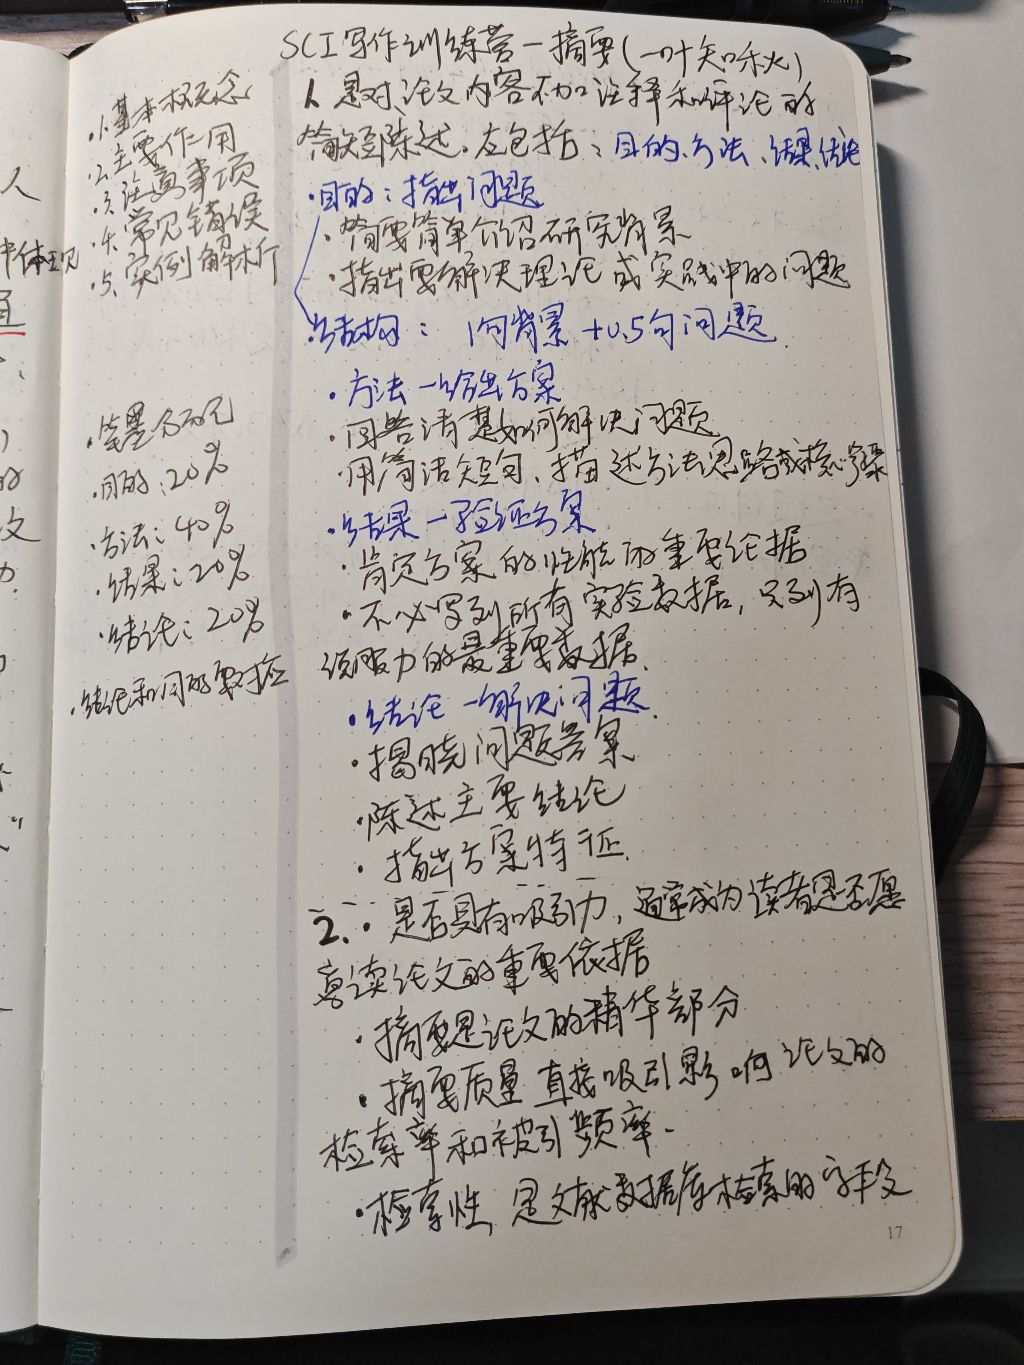 SCI写作训练营一摘要(一叶知秋)
1. 是对论文内容不加注释和评论的
简短陈述. 应包括: 目的、方法、结果、结论
·目的: 指出问题
·简要简单介绍研究背景
·指出要解决理论或实践中的问题
·结构: 1句背景 + 0.5句问题
·方法一给出方案
·回答清楚如何解决问题
·用简洁短句、描述方法思路或核心步骤
·结果一验证方案
·肯定方案的性能的重要论据
·不必写到所有实验数据, 只列有
说服力的最重要数据.
·结论一解决问题.
·揭晓问题答案
·陈述主要结论
·指出方案特征.
2. ·是否具有吸引力, 通常成为读者是否愿
意读论文的重要依据
·摘要是论文的精华部分
·摘要质量直接吸引影响论文的
检索率和被引频率.
·检索性, 是文献数据库检索的字段
·1.基本概念
·2.主要作用
·3.注意事项
·4.常见错误
·5.实例解析
·笔墨分配
·目的: 20%
·方法: 40%
·结果: 20%
·结论: 20%
·结论和目的要对应
人
的
文
17